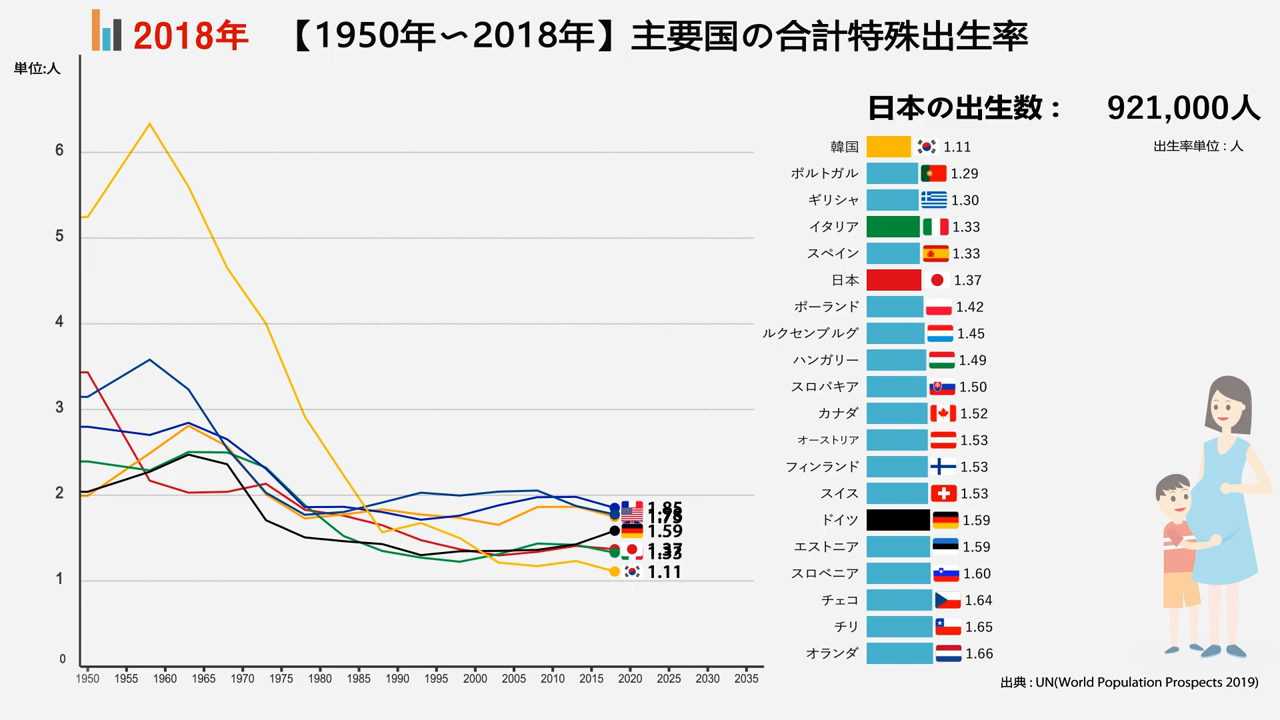 2018年 【1950年〜2018年】主要国の合計特殊出生率
単位:人
日本の出生数： 921,000人
出生率単位：人
韓国 1.11
ポルトガル 1.29
ギリシャ 1.30
イタリア 1.33
スペイン 1.33
日本 1.37
ポーランド 1.42
ルクセンブルグ 1.45
ハンガリー 1.49
スロバキア 1.50
カナダ 1.52
オーストリア 1.53
フィンランド 1.53
スイス 1.53
ドイツ 1.59
エストニア 1.59
スロベニア 1.60
チェコ 1.64
チリ 1.65
オランダ 1.66
6
5
4
3
2
1
0
1.85
1.59
1.11
1950 1955 1960 1965 1970 1975 1980 1985 1990 1995 2000 2005 2010 2015 2020 2025 2030 2035
出典：UN(World Population Prospects 2019)